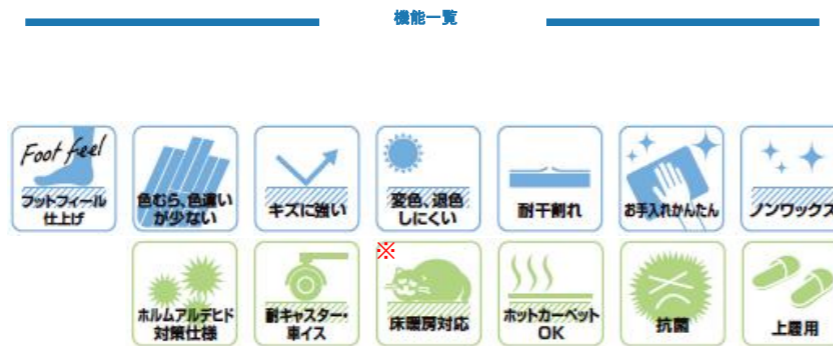 機能一覧
Foot feel
フットフィール
仕上げ
色むら、色違い
が少ない
キズに強い
変色、退色
しにくい
耐干割れ
お手入れかんたん
ノンワックス
ホルムアルデヒド
対策仕様
耐キャスター・
車イス
※
床暖房対応
ホットカーペット
OK
抗菌
上履用